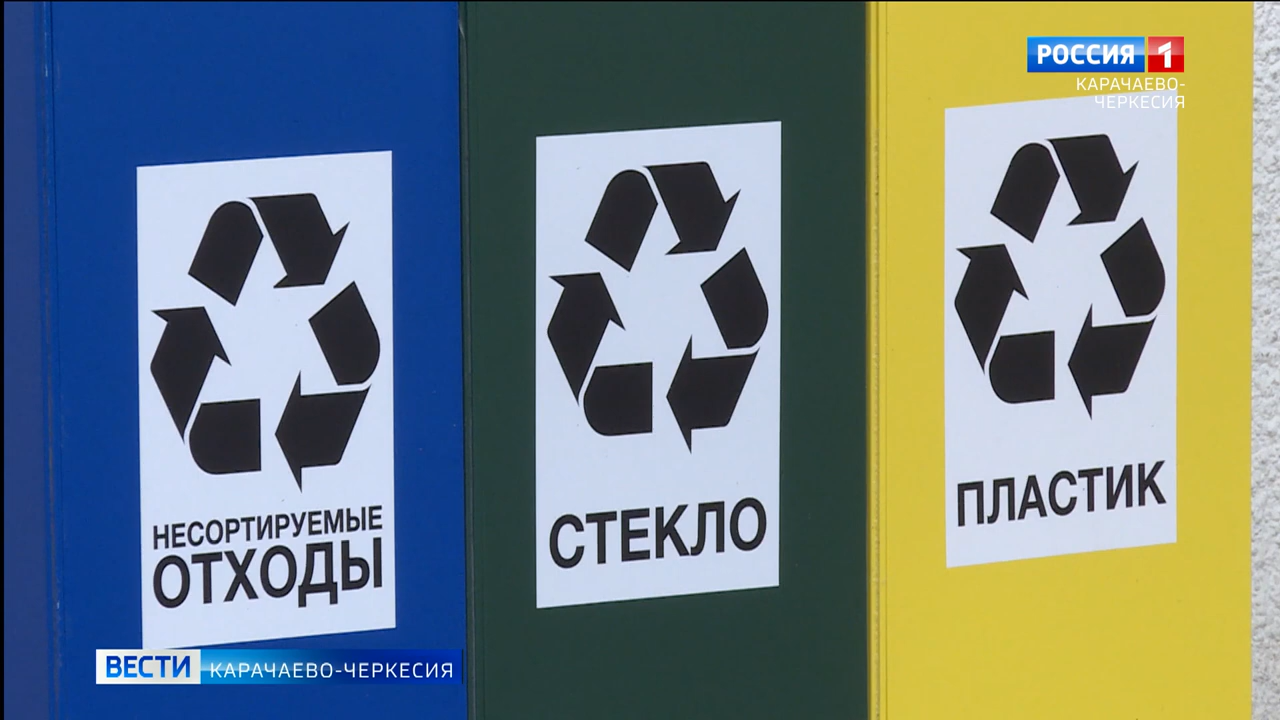 РОССИЯ 1
КАРАЧАЕВО-
ЧЕРКЕСИЯ
НЕСОРТИРУЕМЫЕ
ОТХОДЫ
СТЕКЛО
ПЛАСТИК
ВЕСТИ КАРАЧАЕВО-ЧЕРКЕСИЯ